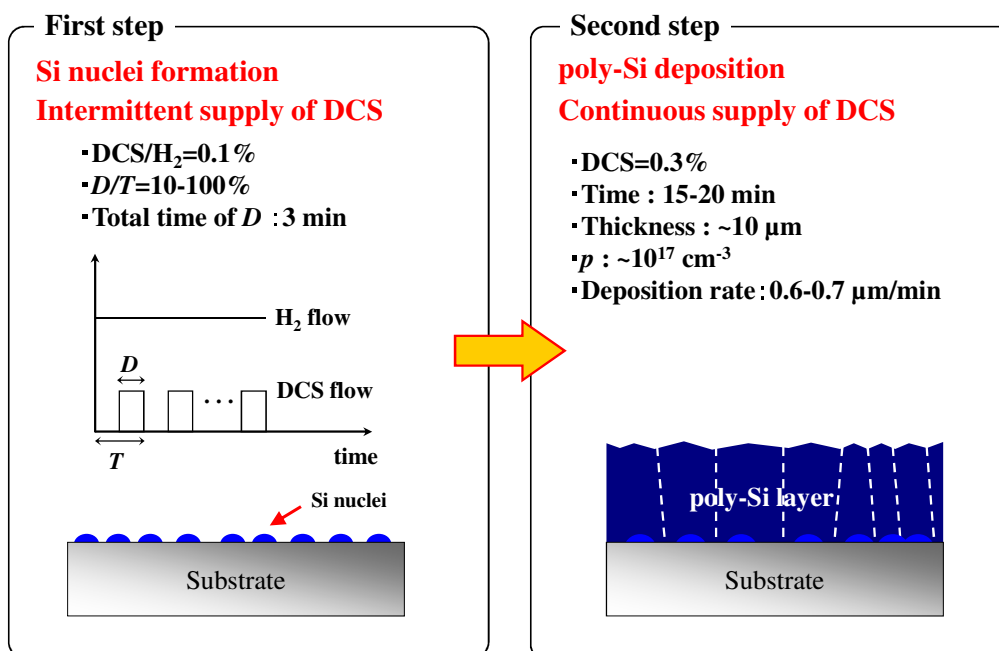 First step
Si nuclei formation
Intermittent supply of DCS
･DCS/H₂=0.1%
･D/T=10-100%
･Total time of D：3 min
H₂ flow
D
DCS flow
...
T
time
Si nuclei
Substrate
Second step
poly-Si deposition
Continuous supply of DCS
･DCS=0.3%
･Time : 15-20 min
･Thickness : ~10 μm
･p : ~10¹⁷ cm⁻³
･Deposition rate：0.6-0.7 μm/min
poly-Si layer
Substrate